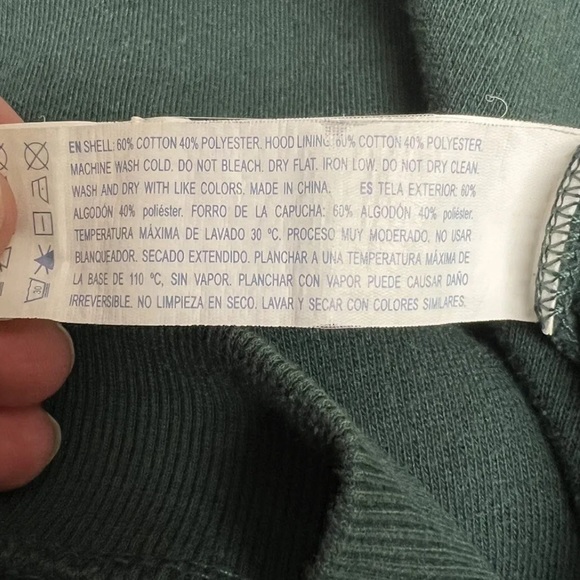 EN SHELL: 60% COTTON 40% POLYESTER. HOOD LINING: 60% COTTON 40% POLYESTER.
MACHINE WASH COLD. DO NOT BLEACH. DRY FLAT. IRON LOW. DO NOT DRY CLEAN.
WASH AND DRY WITH LIKE COLORS. MADE IN CHINA. ES TELA EXTERIOR: 60%
ALGODÓN 40% poliéster. FORRO DE LA CAPUCHA: 60% ALGODÓN 40% poliéster.
TEMPERATURA MÁXIMA DE LAVADO 30 ºC. PROCESO MUY MODERADO. NO USAR
BLANQUEADOR. SECADO EXTENDIDO. PLANCHAR A UNA TEMPERATURA MÁXIMA DE
LA BASE DE 110 ºC, SIN VAPOR. PLANCHAR CON VAPOR PUEDE CAUSAR DAÑO
IRREVERSIBLE. NO LIMPIEZA EN SECO. LAVAR Y SECAR CON COLORES SIMILARES.
30